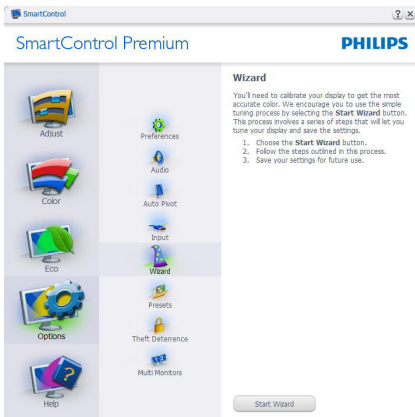 SmartControl
SmartControl Premium
PHILIPS
Adjust
Color
Eco
Options
Help
Preferences
Audio
Auto Pivot
Input
Wizard
Presets
Theft Deterrence
Multi Monitors
Wizard
You'll need to calibrate your display to get the most
accurate color. We encourage you to use the simple
tuning process by selecting the Start Wizard button.
This process involves a series of steps that will let you
tune your display and save the settings.
1. Choose the Start Wizard button.
2. Follow the steps outlined in this process.
3. Save your settings for future use.
Start Wizard